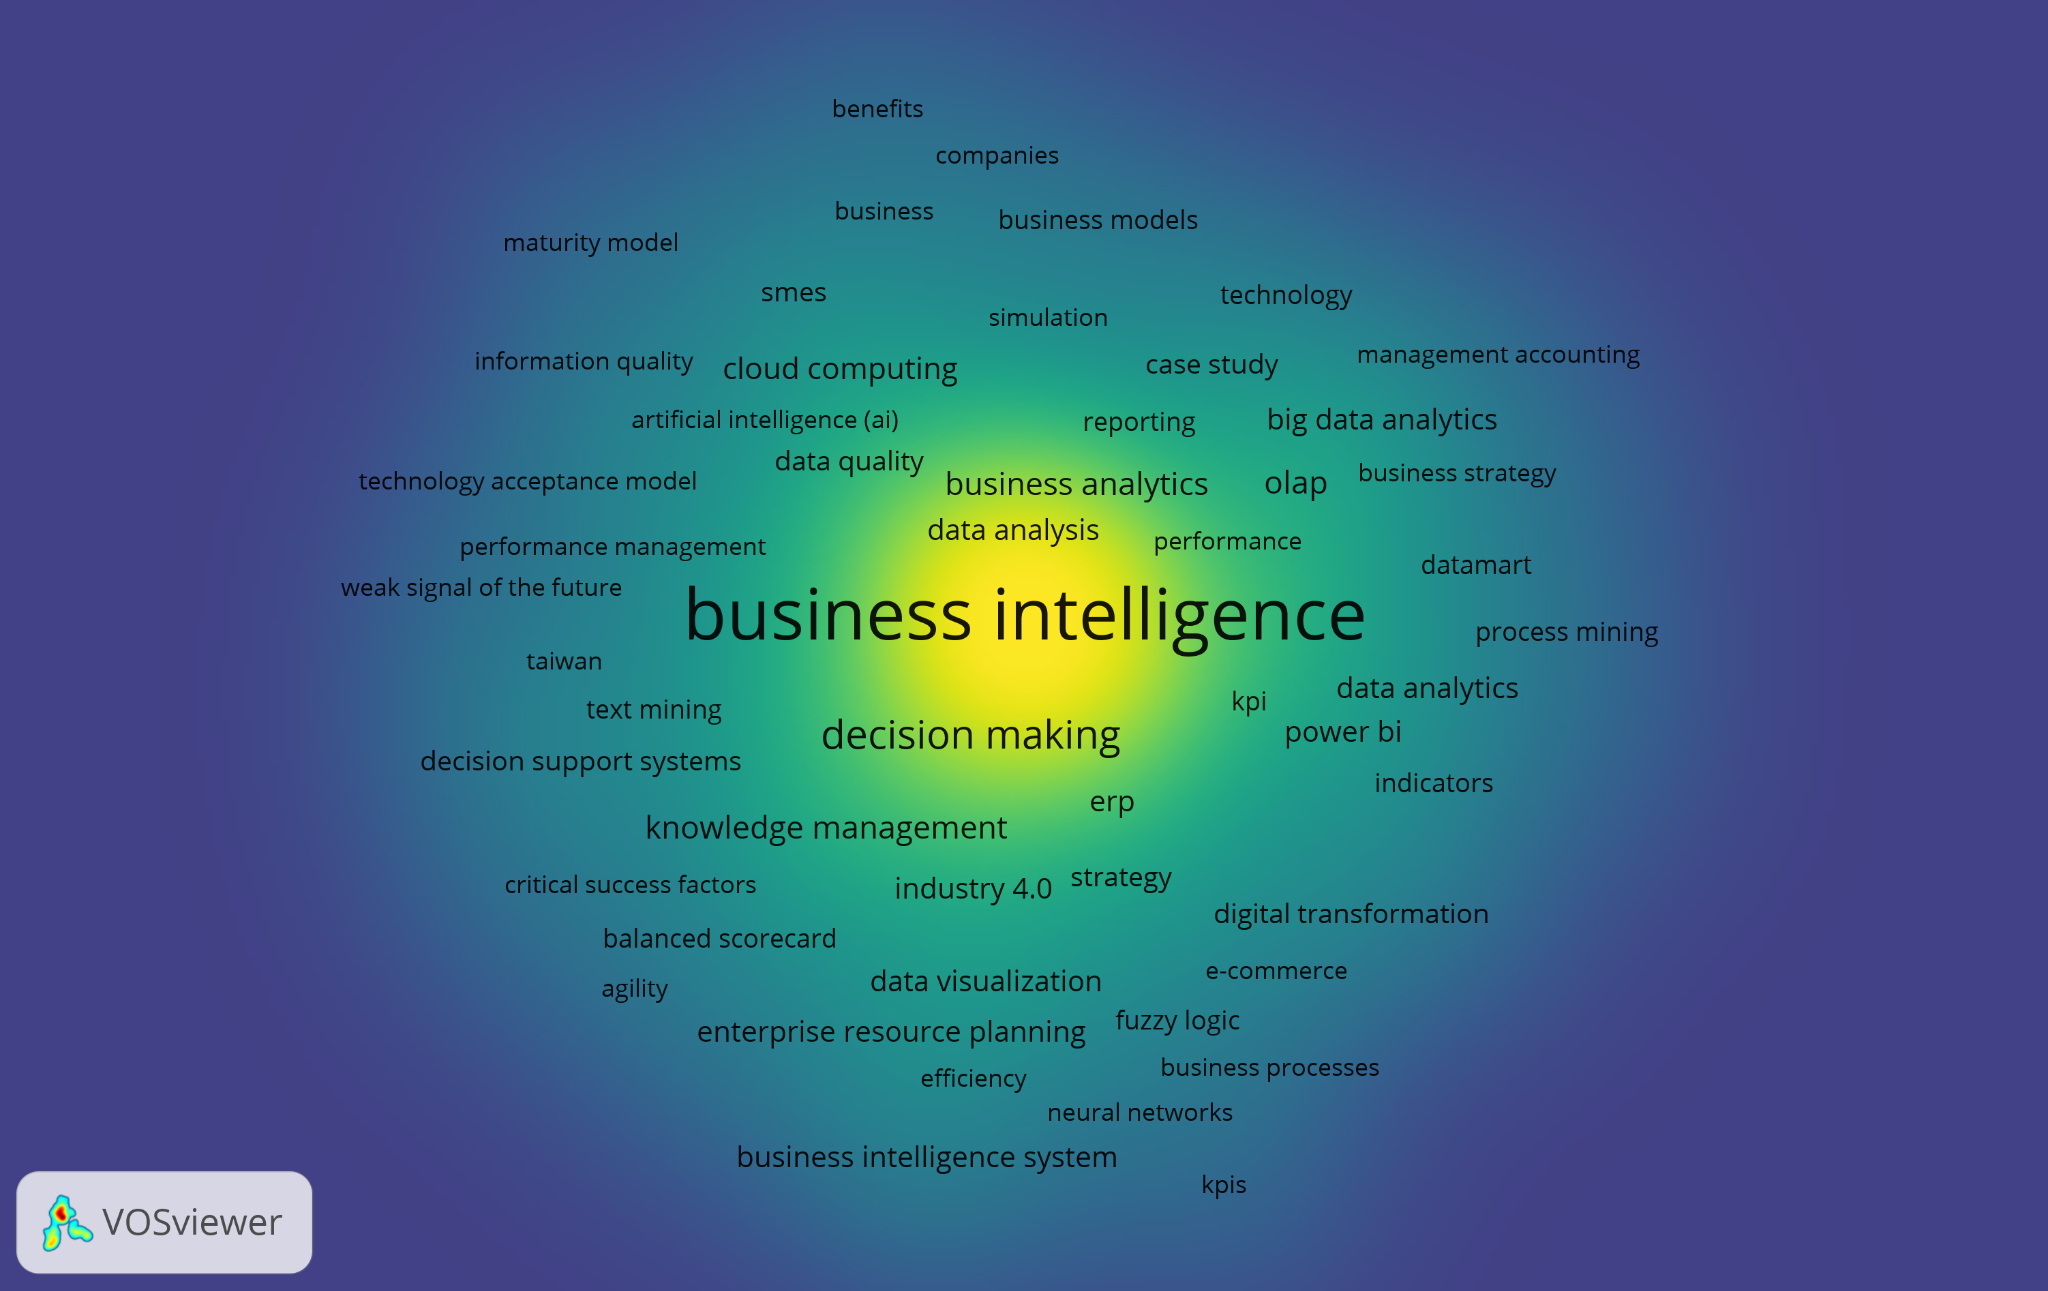 benefits
companies
business
business models
maturity model
smes
technology
simulation
information quality
cloud computing
case study
management accounting
artificial intelligence (ai)
reporting
big data analytics
data quality
technology acceptance model
business analytics
olap
business strategy
data analysis
performance management
performance
datamart
weak signal of the future
business intelligence
process mining
taiwan
text mining
kpi
data analytics
decision making
power bi
decision support systems
indicators
erp
knowledge management
critical success factors
industry 4.0
strategy
digital transformation
balanced scorecard
e-commerce
agility
data visualization
enterprise resource planning
fuzzy logic
efficiency
business processes
neural networks
business intelligence system
kpis
VOSviewer